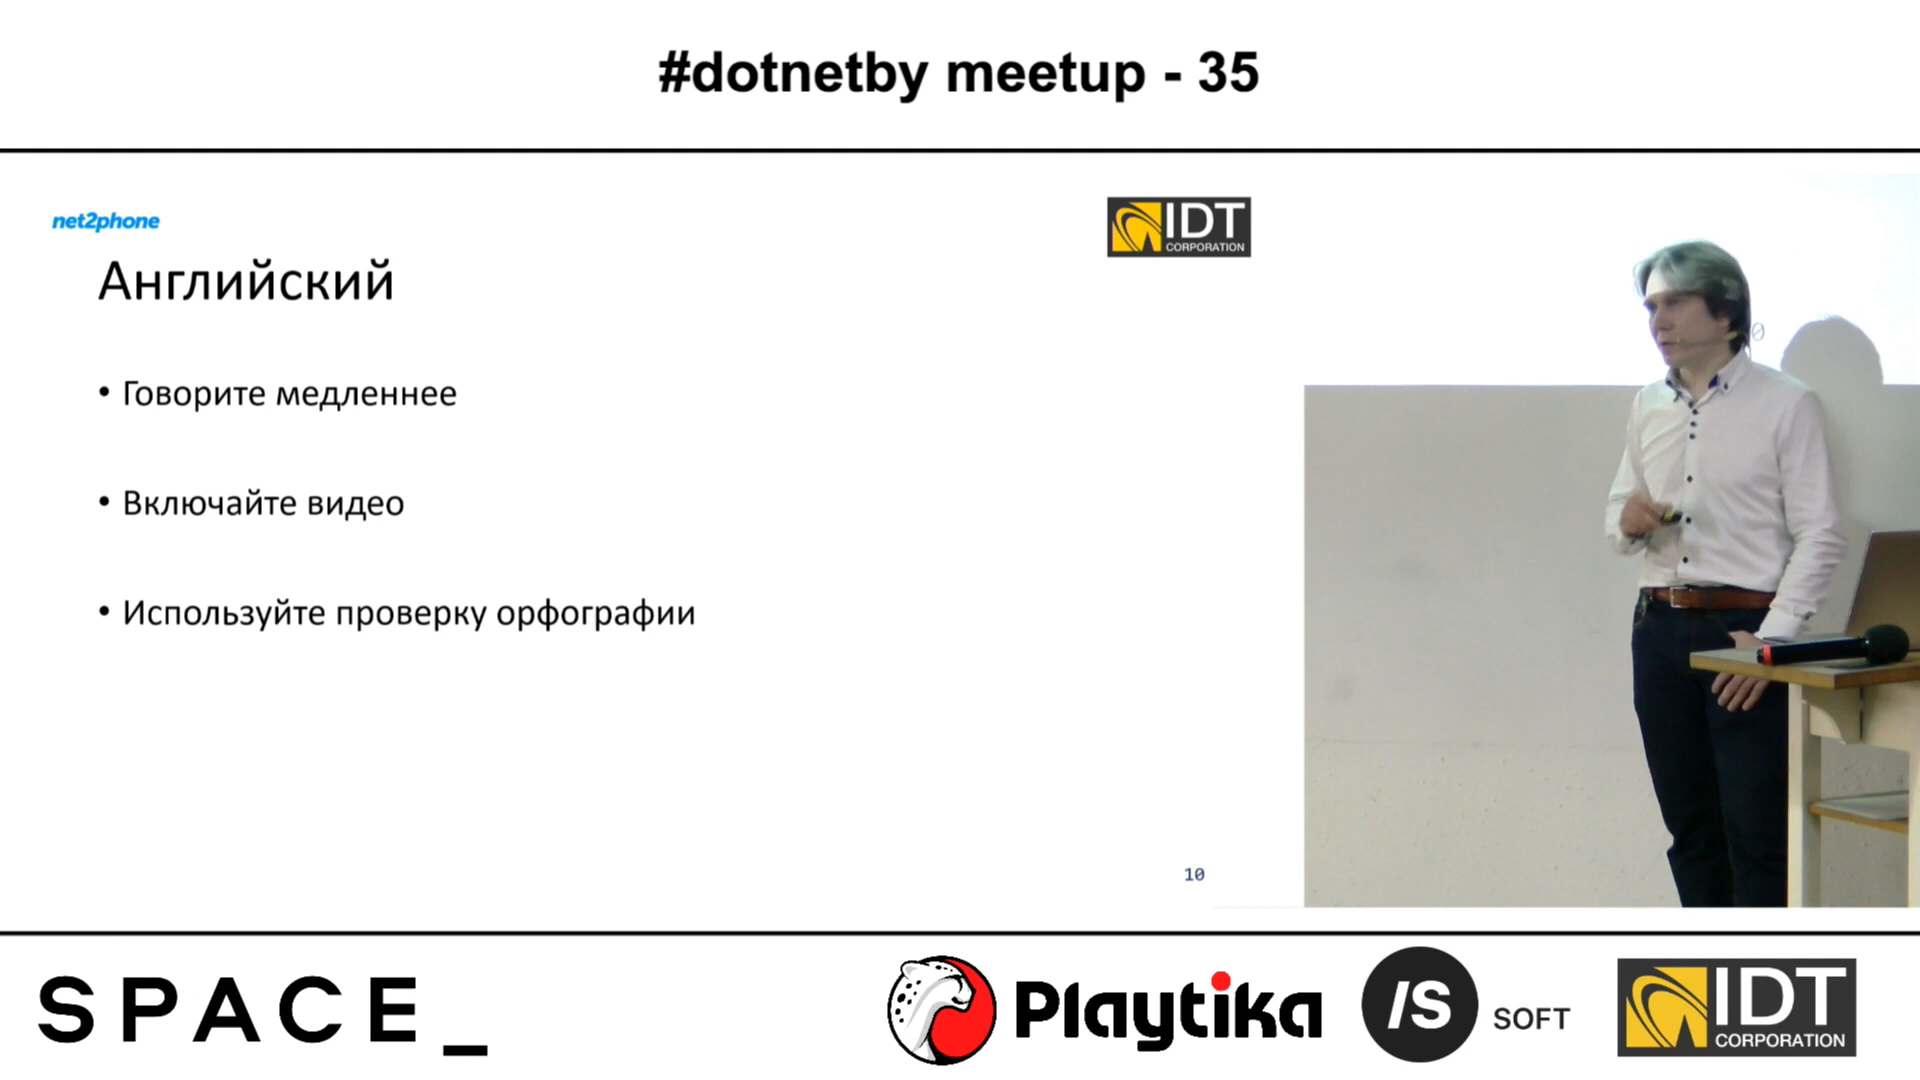 #dotnetby meetup - 35
net2phone
IDT
CORPORATION
Английский
• Говорите медленнее
• Включайте видео
• Используйте проверку орфографии
0
10
SPACE_
Playtika
/S SOFT
IDT
CORPORATION